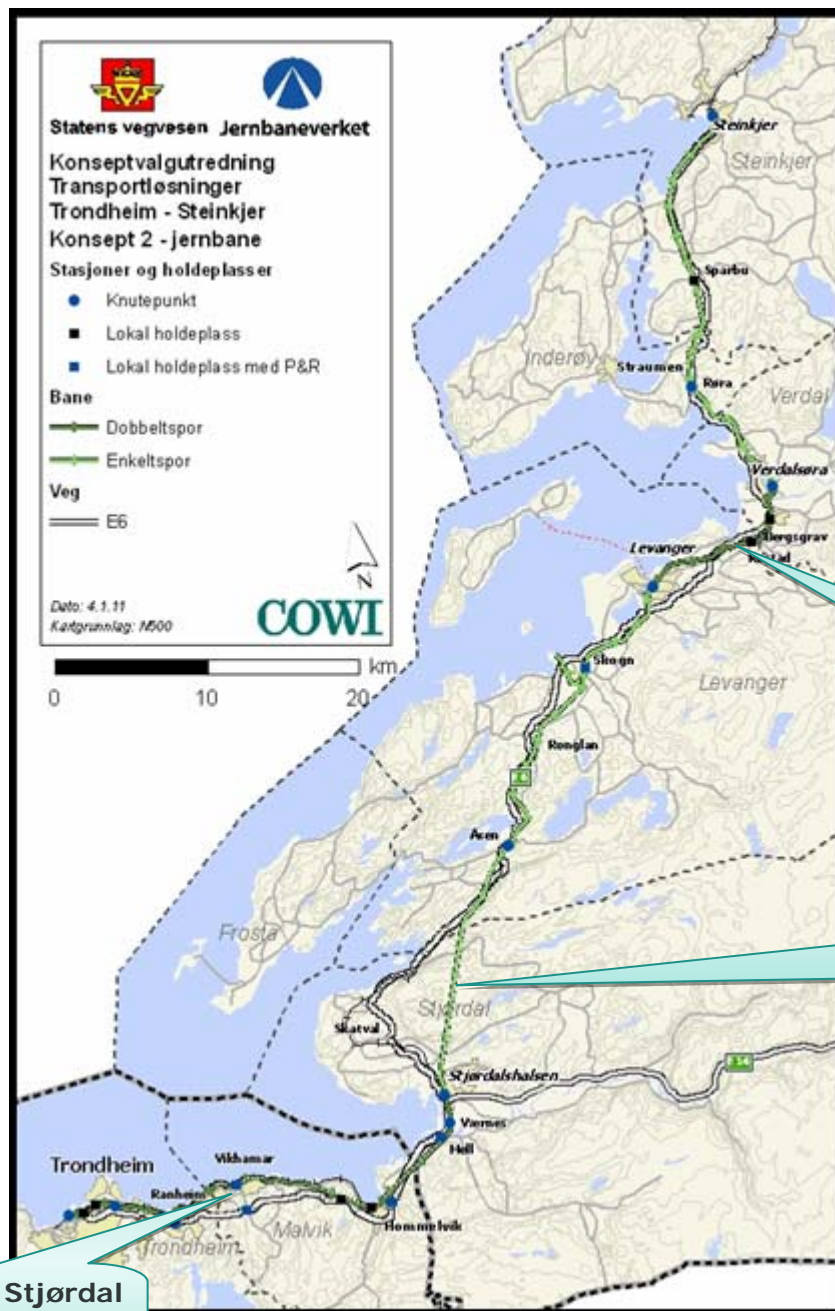 Statens vegvesen Jernbaneverket
Konseptvalgutredning
Transportløsninger
Trondheim - Steinkjer
Konsept 2 - jernbane
Stasjoner og holdeplasser
Knutepunkt
Lokal holdeplass
Lokal holdeplass med P&R
Bane
Dobbeltspor
Enkeltspor
Veg
E6
N
Dato: 4.1.11
Kartgrunnlag: N500
COWI
km
0 10 20
Steinkjer
Steinkjer
Sparbu
Inderøy
Straumen
Røra
Verdal
Verdalsøra
Bergsgrav
Levanger
Skogn
Levanger
Ronglan
Åsen
Frosta
Stjørdal
Skatval
Stjørdalshalsen
E14
Værnes
Hell
Trondheim
Vikhamar
Ranheim
Hommelvik
Malvik
Trondheim
Stjørdal